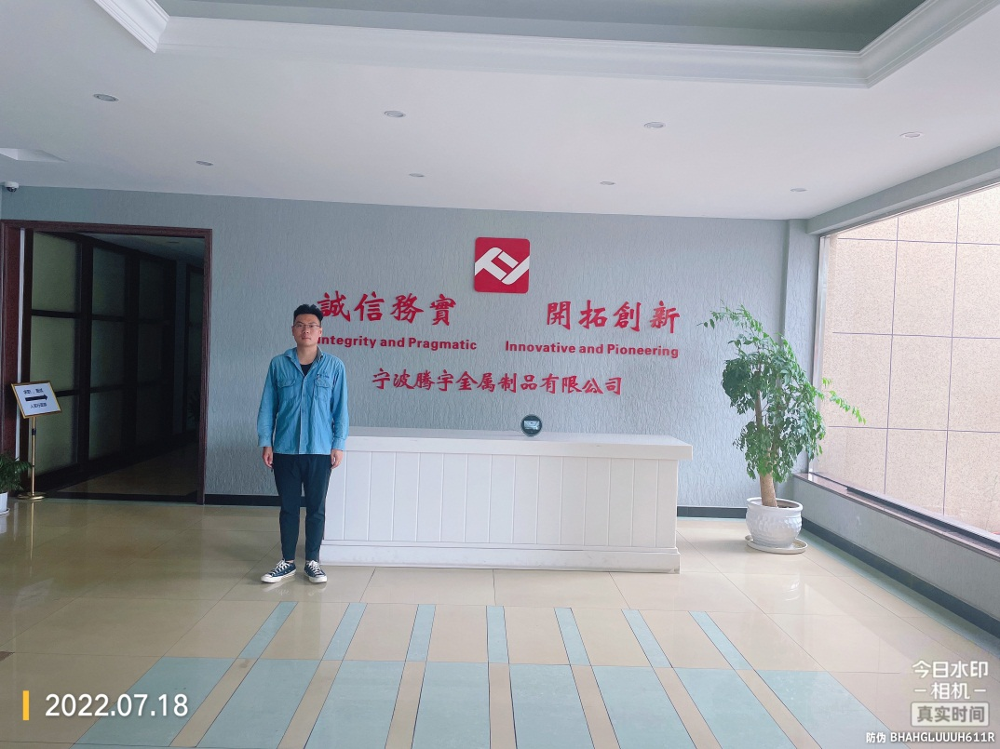 誠信務實 開拓創新
Integrity and Pragmatic Innovative and Pioneering
宁波腾宇金属制品有限公司
2022.07.18
今日水印
相机
真实时间
防伪 BHAHGLUUUH611R